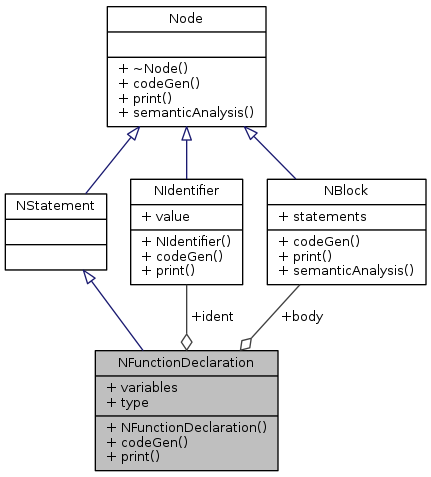 Node
+ ~Node()
+ codeGen()
+ print()
+ semanticAnalysis()
NStatement
NIdentifier
+ value
+ NIdentifier()
+ codeGen()
+ print()
NBlock
+ statements
+ codeGen()
+ print()
+ semanticAnalysis()
+ident
+body
NFunctionDeclaration
+ variables
+ type
+ NFunctionDeclaration()
+ codeGen()
+ print()